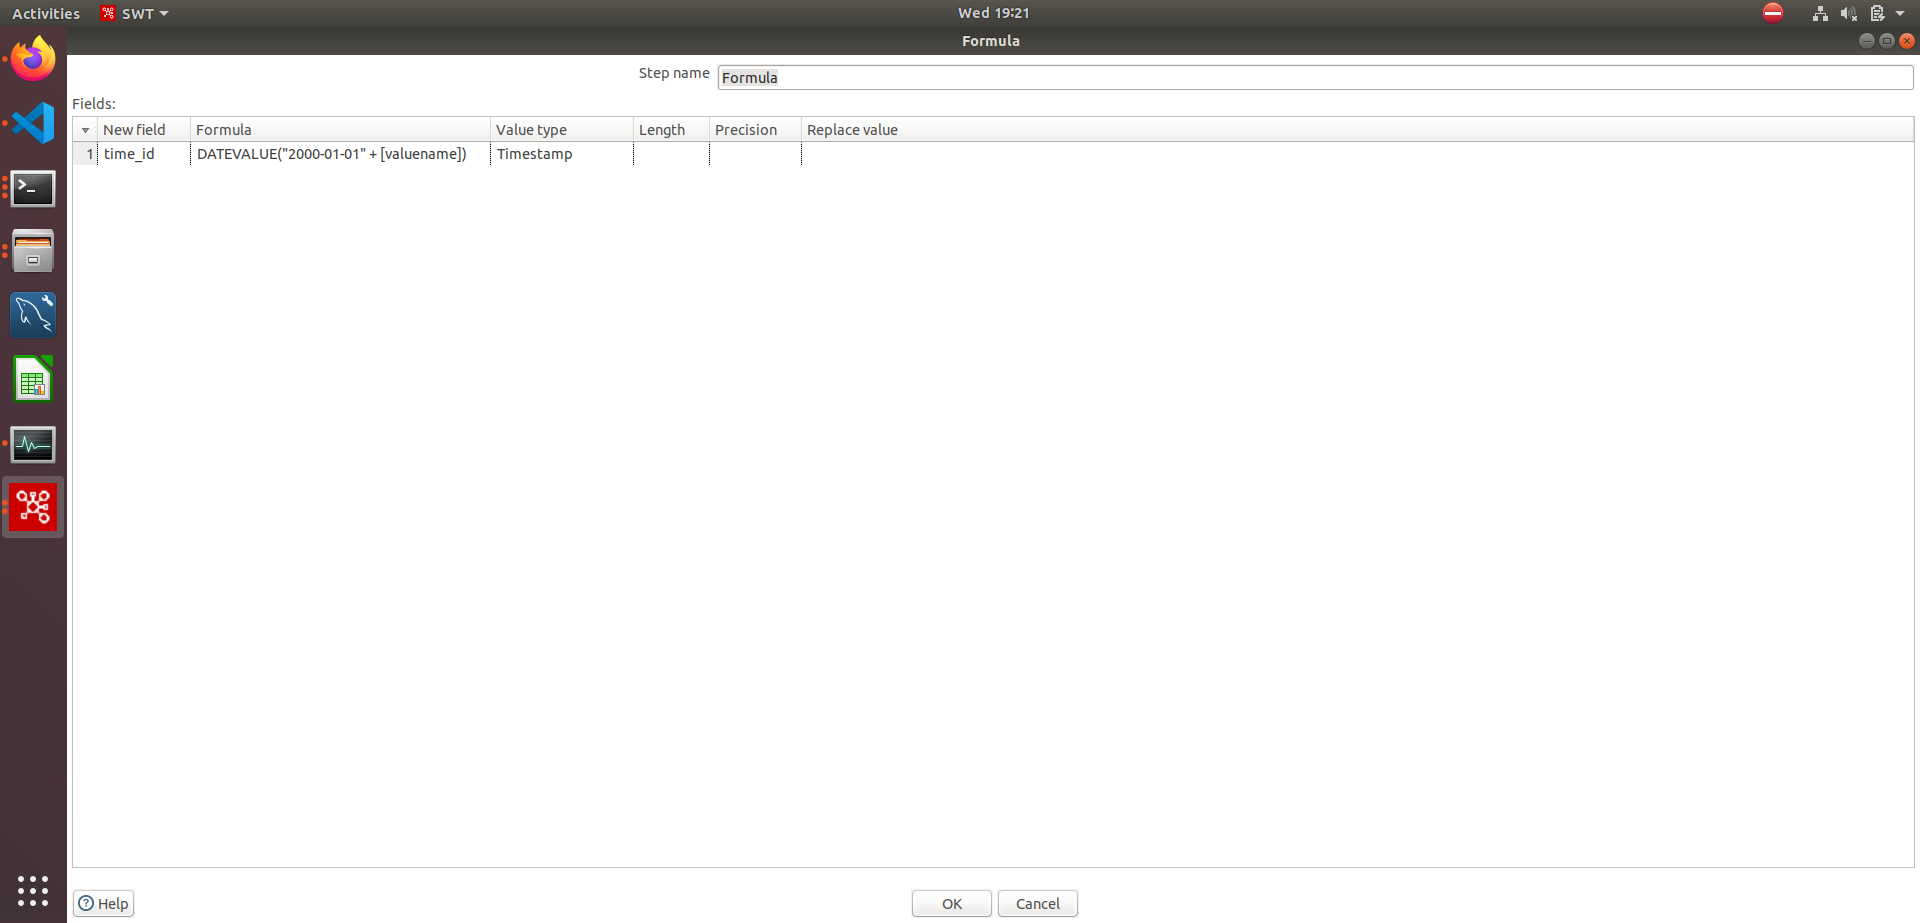 Activities SWT Wed 19:21
Formula
Step name Formula
Fields:
New field Formula Value type Length Precision Replace value
1 time_id DATEVALUE("2000-01-01" + [valuename]) Timestamp
Help OK Cancel